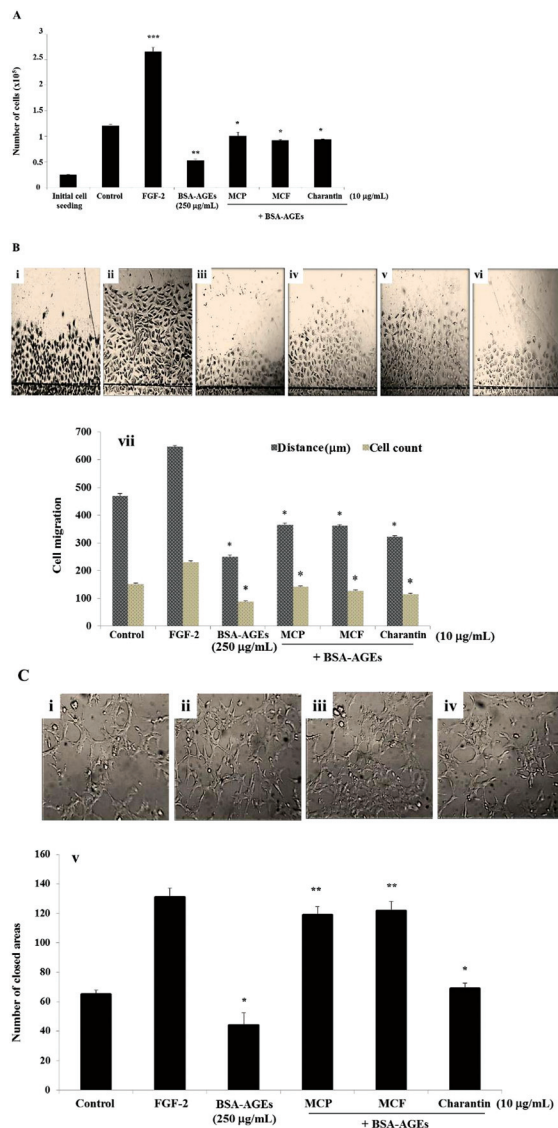 A
Number of cells (x10⁵)
3
2.5
2
1.5
1
0.5
0
***
**
*
*
*
Initial cell
seeding
Control
FGF-2
BSA-AGEs
(250 µg/mL)
MCP
MCF
Charantin
(10 µg/mL)
+ BSA-AGEs
B
i
ii
iii
iv
v
vi
vii
Distance(µm)
Cell count
Cell migration
700
600
500
400
300
200
100
0
*
*
*
*
*
*
*
*
Control
FGF-2
BSA-AGEs
(250 µg/mL)
MCP
MCF
Charantin
(10 µg/mL)
+ BSA-AGEs
C
i
ii
iii
iv
v
Number of closed areas
160
140
120
100
80
60
40
20
0
*
**
**
*
Control
FGF-2
BSA-AGEs
(250 µg/mL)
MCP
MCF
Charantin
(10 µg/mL)
+ BSA-AGEs